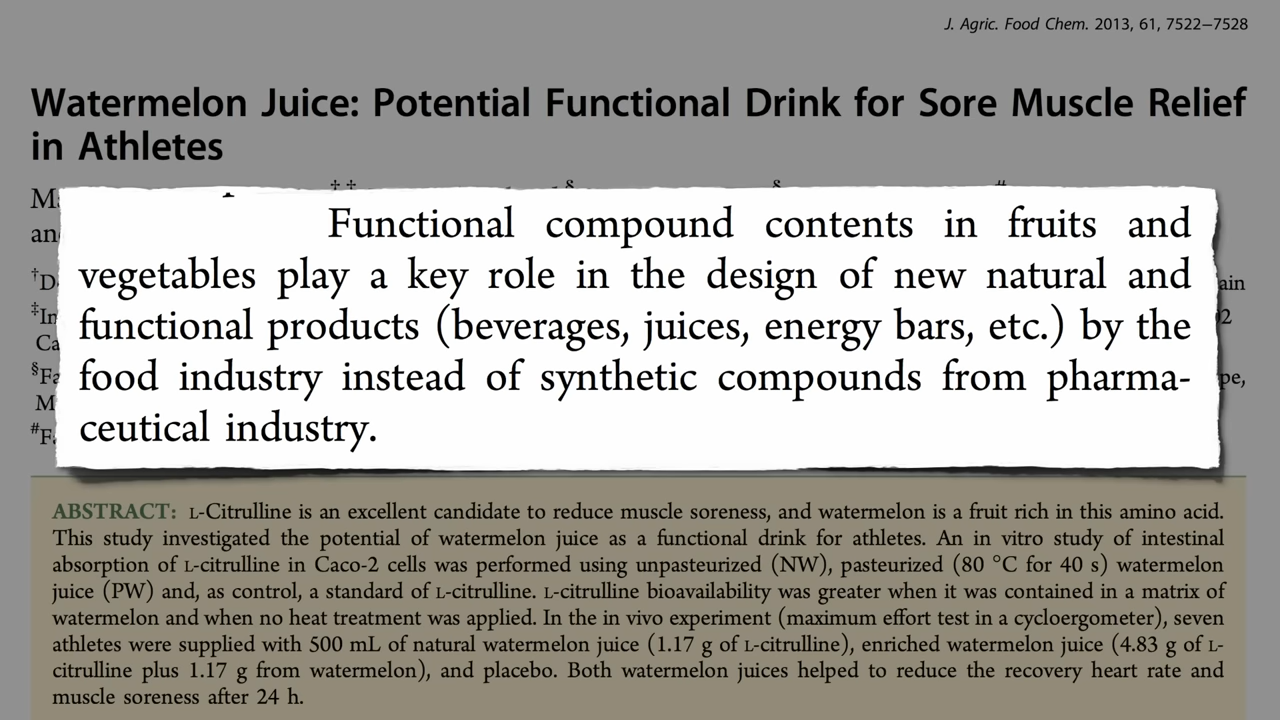 J. Agric. Food Chem. 2013, 61, 7522−7528
Watermelon Juice: Potential Functional Drink for Sore Muscle Relief
in Athletes
Functional compound contents in fruits and
vegetables play a key role in the design of new natural and
functional products (beverages, juices, energy bars, etc.) by the
food industry instead of synthetic compounds from pharma-
ceutical industry.
ABSTRACT: L-Citrulline is an excellent candidate to reduce muscle soreness, and watermelon is a fruit rich in this amino acid.
This study investigated the potential of watermelon juice as a functional drink for athletes. An in vitro study of intestinal
absorption of L-citrulline in Caco-2 cells was performed using unpasteurized (NW), pasteurized (80 °C for 40 s) watermelon
juice (PW) and, as control, a standard of L-citrulline. L-citrulline bioavailability was greater when it was contained in a matrix of
watermelon and when no heat treatment was applied. In the in vivo experiment (maximum effort test in a cycloergometer), seven
athletes were supplied with 500 mL of natural watermelon juice (1.17 g of L-citrulline), enriched watermelon juice (4.83 g of L-
citrulline plus 1.17 g from watermelon), and placebo. Both watermelon juices helped to reduce the recovery heart rate and
muscle soreness after 24 h.